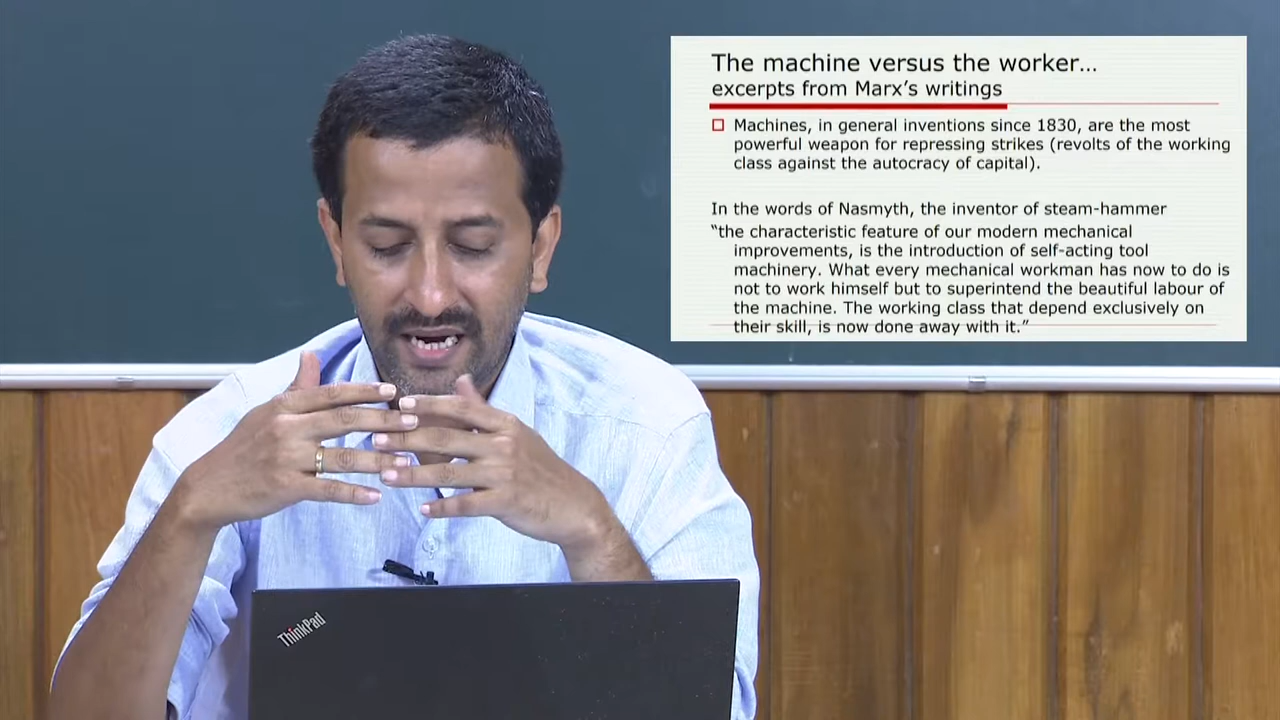 The machine versus the worker…
excerpts from Marx's writings
Machines, in general inventions since 1830, are the most
powerful weapon for repressing strikes (revolts of the working
class against the autocracy of capital).
In the words of Nasmyth, the inventor of steam-hammer
“the characteristic feature of our modern mechanical
improvements, is the introduction of self-acting tool
machinery. What every mechanical workman has now to do is
not to work himself but to superintend the beautiful labour of
the machine. The working class that depend exclusively on
their skill, is now done away with it.”
ThinkPad